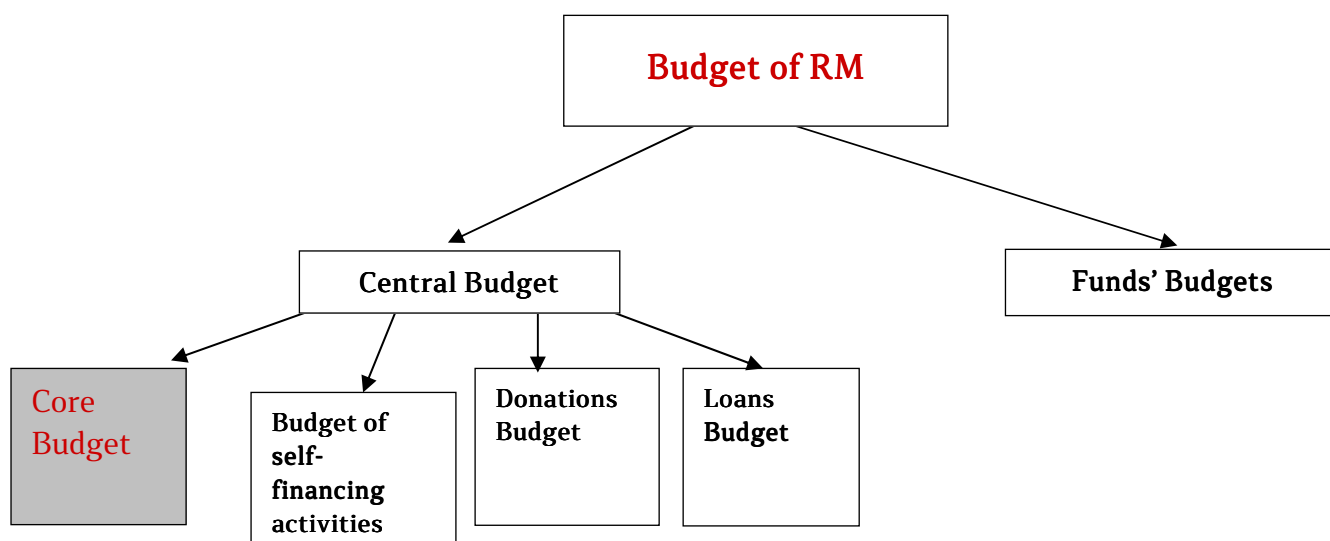 Budget of RM
Central Budget
Funds’ Budgets
Core
Budget
Budget of
self-
financing
activities
Donations
Budget
Loans
Budget